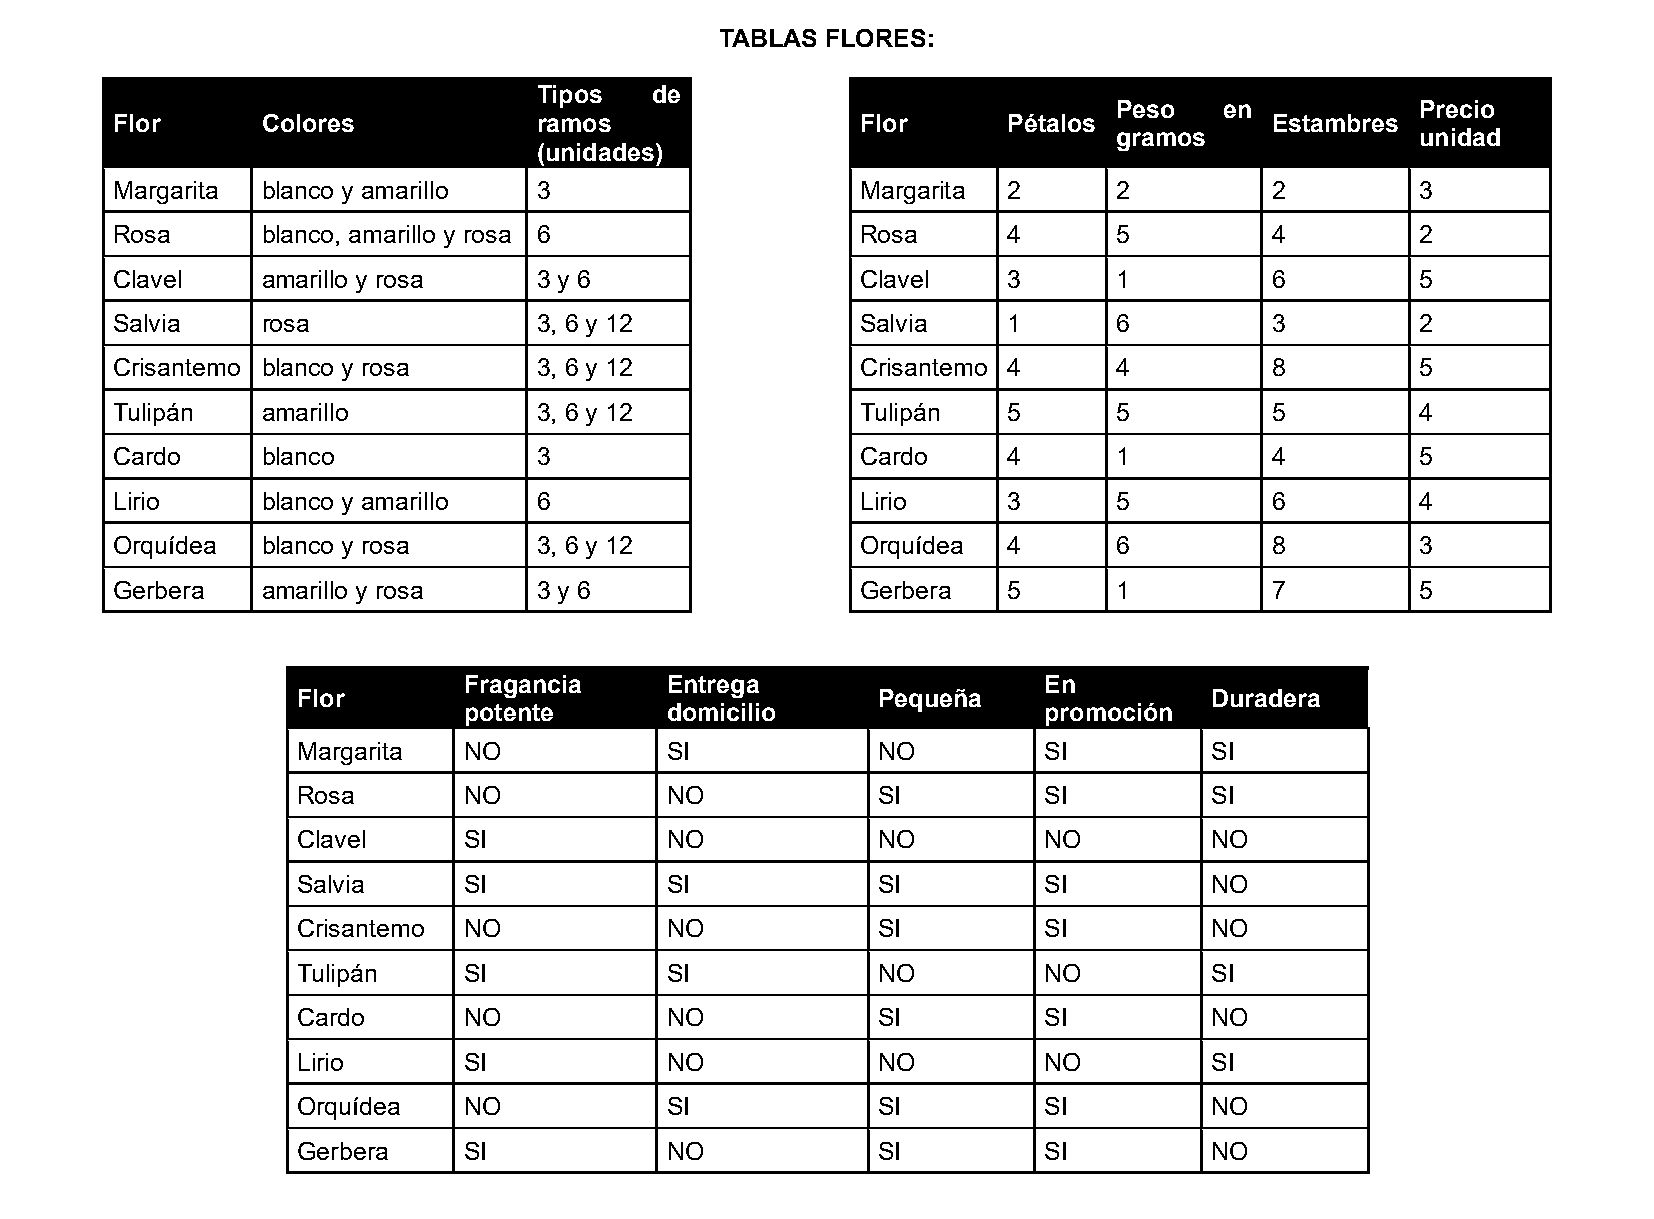 TABLAS FLORES:
Flor Colores Tipos de ramos (unidades)
Margarita blanco y amarillo 3
Rosa blanco, amarillo y rosa 6
Clavel amarillo y rosa 3 y 6
Salvia rosa 3, 6 y 12
Crisantemo blanco y rosa 3, 6 y 12
Tulipán amarillo 3, 6 y 12
Cardo blanco 3
Lirio blanco y amarillo 6
Orquídea blanco y rosa 3, 6 y 12
Gerbera amarillo y rosa 3 y 6
Flor Pétalos Peso en gramos Estambres Precio unidad
Margarita 2 2 2 3
Rosa 4 5 4 2
Clavel 3 1 6 5
Salvia 1 6 3 2
Crisantemo 4 4 8 5
Tulipán 5 5 5 4
Cardo 4 1 4 5
Lirio 3 5 6 4
Orquídea 4 6 8 3
Gerbera 5 1 7 5
Flor Fragancia potente Entrega domicilio Pequeña En promoción Duradera
Margarita NO SI NO SI SI
Rosa NO NO SI SI SI
Clavel SI NO NO NO NO
Salvia SI SI SI SI NO
Crisantemo NO NO SI SI NO
Tulipán SI SI NO NO SI
Cardo NO NO SI SI NO
Lirio SI NO NO NO SI
Orquídea NO SI SI SI NO
Gerbera SI NO SI SI NO